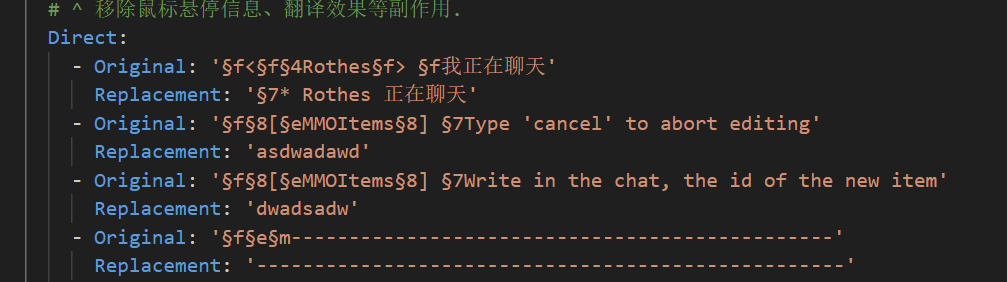 # ^ 移除鼠标悬停信息、翻译效果等副作用.
Direct:
- Original: '§f<§f§4Rothes§f> §f我正在聊天'
Replacement: '§7* Rothes 正在聊天'
- Original: '§f§8[§eMMOItems§8] §7Type 'cancel' to abort editing'
Replacement: 'asdwadawd'
- Original: '§f§8[§eMMOItems§8] §7Write in the chat, the id of the new item'
Replacement: 'dwadsadw'
- Original: '§f§e§m-----------------------------------------------'
Replacement: '---------------------------------------------------'